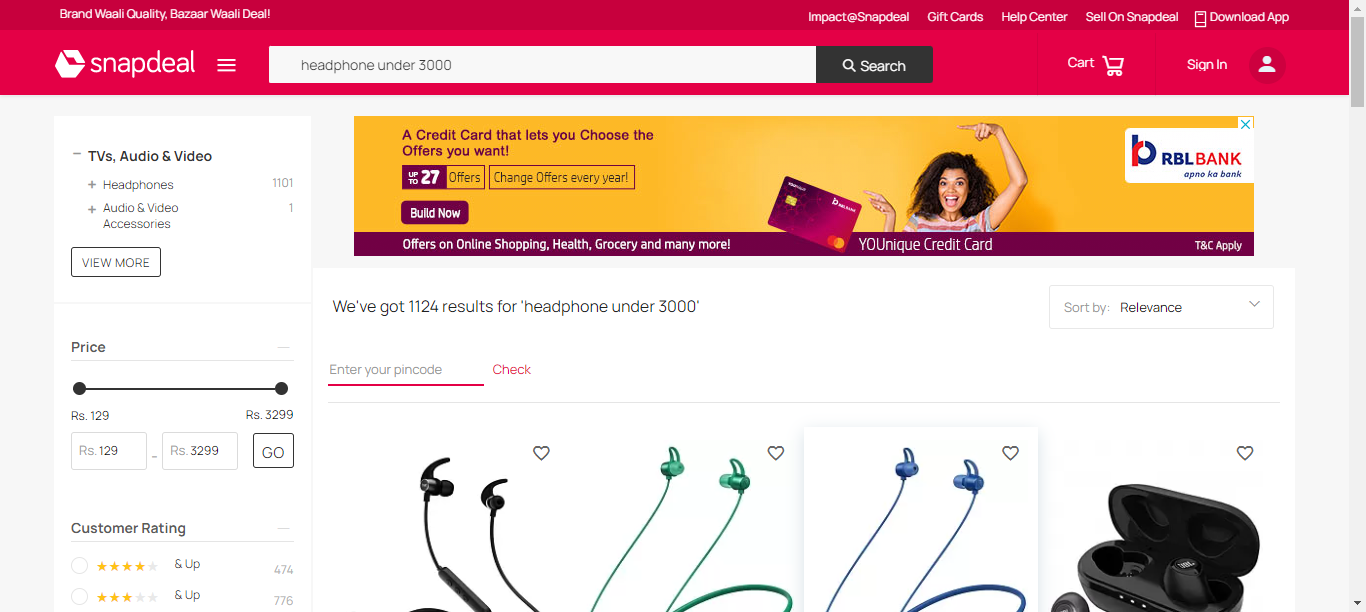 Brand Waali Quality, Bazaar Waali Deal!
Impact@Snapdeal Gift Cards Help Center Sell On Snapdeal Download App
snapdeal
headphone under 3000
Search
Cart
Sign In
TVs, Audio & Video
Headphones 1101
Audio & Video 1
Accessories
VIEW MORE
A Credit Card that lets you Choose the
Offers you want!
UP TO 27 Offers Change Offers every year!
Build Now
Offers on Online Shopping, Health, Grocery and many more!
YOUnique Credit Card
T&C Apply
RBLBANK
apno ka bank
We've got 1124 results for 'headphone under 3000'
Sort by: Relevance
Enter your pincode Check
Price
Rs. 129 Rs. 3299
Rs. 129 - Rs. 3299 GO
Customer Rating
& Up 474
& Up 776
JBL